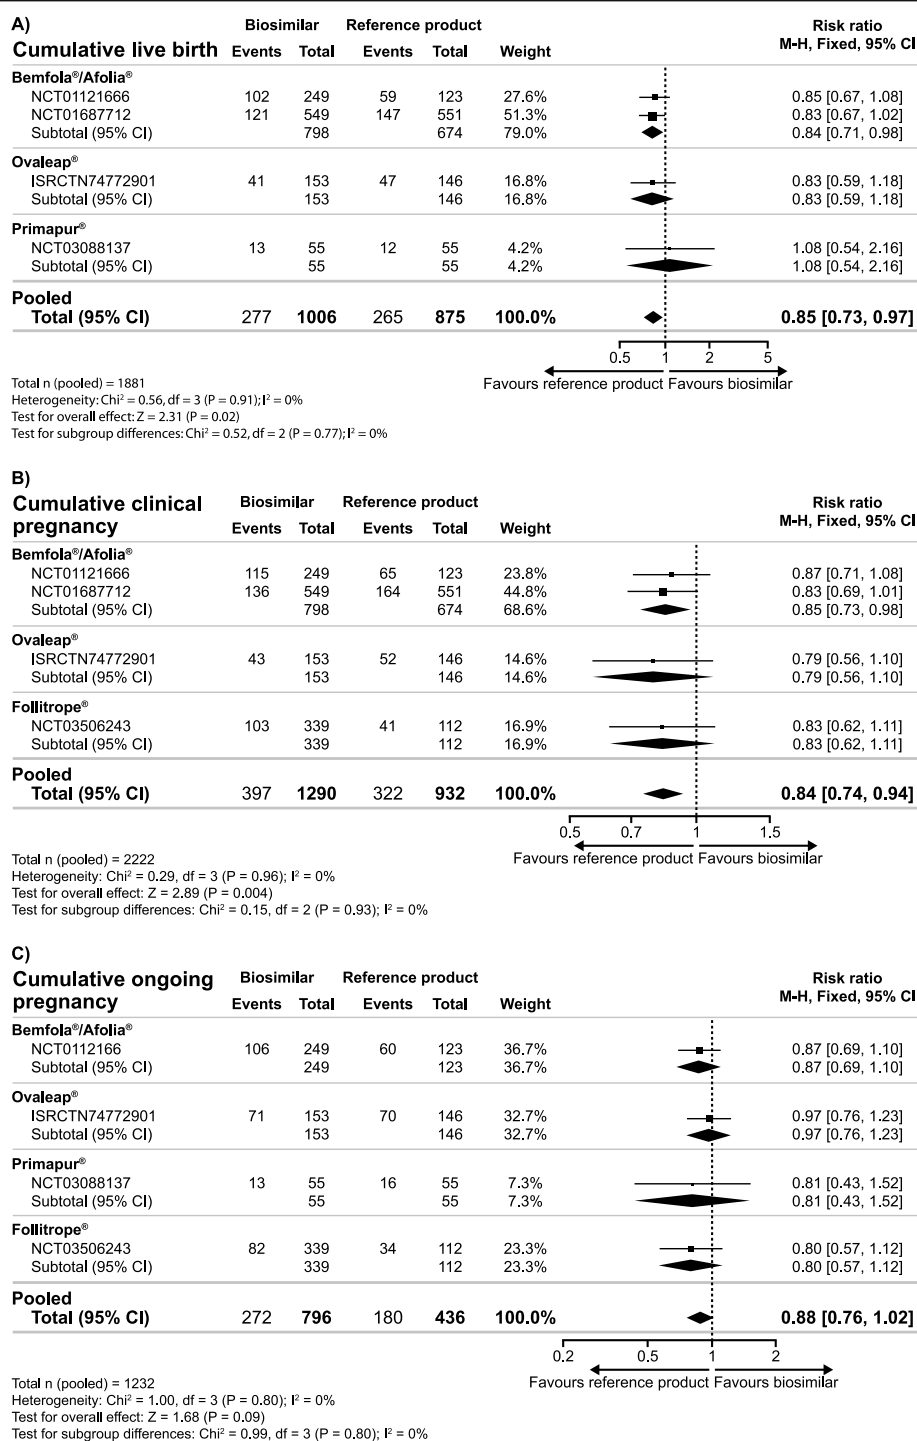 A)
Biosimilar Reference product Risk ratio
Cumulative live birth Events Total Events Total Weight M-H, Fixed, 95% CI
Bemfola®/Afolia®
NCT01121666 102 249 59 123 27.6% 0.85 [0.67, 1.08]
NCT01687712 121 549 147 551 51.3% 0.83 [0.67, 1.02]
Subtotal (95% CI) 798 674 79.0% 0.84 [0.71, 0.98]
Ovaleap®
ISRCTN74772901 41 153 47 146 16.8% 0.83 [0.59, 1.18]
Subtotal (95% CI) 153 146 16.8% 0.83 [0.59, 1.18]
Primapur®
NCT03088137 13 55 12 55 4.2% 1.08 [0.54, 2.16]
Subtotal (95% CI) 55 55 4.2% 1.08 [0.54, 2.16]
Pooled
Total (95% CI) 277 1006 265 875 100.0% 0.85 [0.73, 0.97]
0.5 1 2 5
Favours reference product Favours biosimilar
Total n (pooled) = 1881
Heterogeneity: Chi² = 0.56, df = 3 (P = 0.91); I² = 0%
Test for overall effect: Z = 2.31 (P = 0.02)
Test for subgroup differences: Chi² = 0.52, df = 2 (P = 0.77); I² = 0%
B)
Cumulative clinical Biosimilar Reference product Risk ratio
pregnancy Events Total Events Total Weight M-H, Fixed, 95% CI
Bemfola®/Afolia®
NCT01121666 115 249 65 123 23.8% 0.87 [0.71, 1.08]
NCT01687712 136 549 164 551 44.8% 0.83 [0.69, 1.01]
Subtotal (95% CI) 798 674 68.6% 0.85 [0.73, 0.98]
Ovaleap®
ISRCTN74772901 43 153 52 146 14.6% 0.79 [0.56, 1.10]
Subtotal (95% CI) 153 146 14.6% 0.79 [0.56, 1.10]
Follitrope®
NCT03506243 103 339 41 112 16.9% 0.83 [0.62, 1.11]
Subtotal (95% CI) 339 112 16.9% 0.83 [0.62, 1.11]
Pooled
Total (95% CI) 397 1290 322 932 100.0% 0.84 [0.74, 0.94]
0.5 0.7 1 1.5
Favours reference product Favours biosimilar
Total n (pooled) = 2222
Heterogeneity: Chi² = 0.29, df = 3 (P = 0.96); I² = 0%
Test for overall effect: Z = 2.89 (P = 0.004)
Test for subgroup differences: Chi² = 0.15, df = 2 (P = 0.93); I² = 0%
C)
Cumulative ongoing Biosimilar Reference product Risk ratio
pregnancy Events Total Events Total Weight M-H, Fixed, 95% CI
Bemfola®/Afolia®
NCT0112166 106 249 60 123 36.7% 0.87 [0.69, 1.10]
Subtotal (95% CI) 249 123 36.7% 0.87 [0.69, 1.10]
Ovaleap®
ISRCTN74772901 71 153 70 146 32.7% 0.97 [0.76, 1.23]
Subtotal (95% CI) 153 146 32.7% 0.97 [0.76, 1.23]
Primapur®
NCT03088137 13 55 16 55 7.3% 0.81 [0.43, 1.52]
Subtotal (95% CI) 55 55 7.3% 0.81 [0.43, 1.52]
Follitrope®
NCT03506243 82 339 34 112 23.3% 0.80 [0.57, 1.12]
Subtotal (95% CI) 339 112 23.3% 0.80 [0.57, 1.12]
Pooled
Total (95% CI) 272 796 180 436 100.0% 0.88 [0.76, 1.02]
0.2 0.5 1 2
Favours reference product Favours biosimilar
Total n (pooled) = 1232
Heterogeneity: Chi² = 1.00, df = 3 (P = 0.80); I² = 0%
Test for overall effect: Z = 1.68 (P = 0.09)
Test for subgroup differences: Chi² = 0.99, df = 3 (P = 0.80); I² = 0%